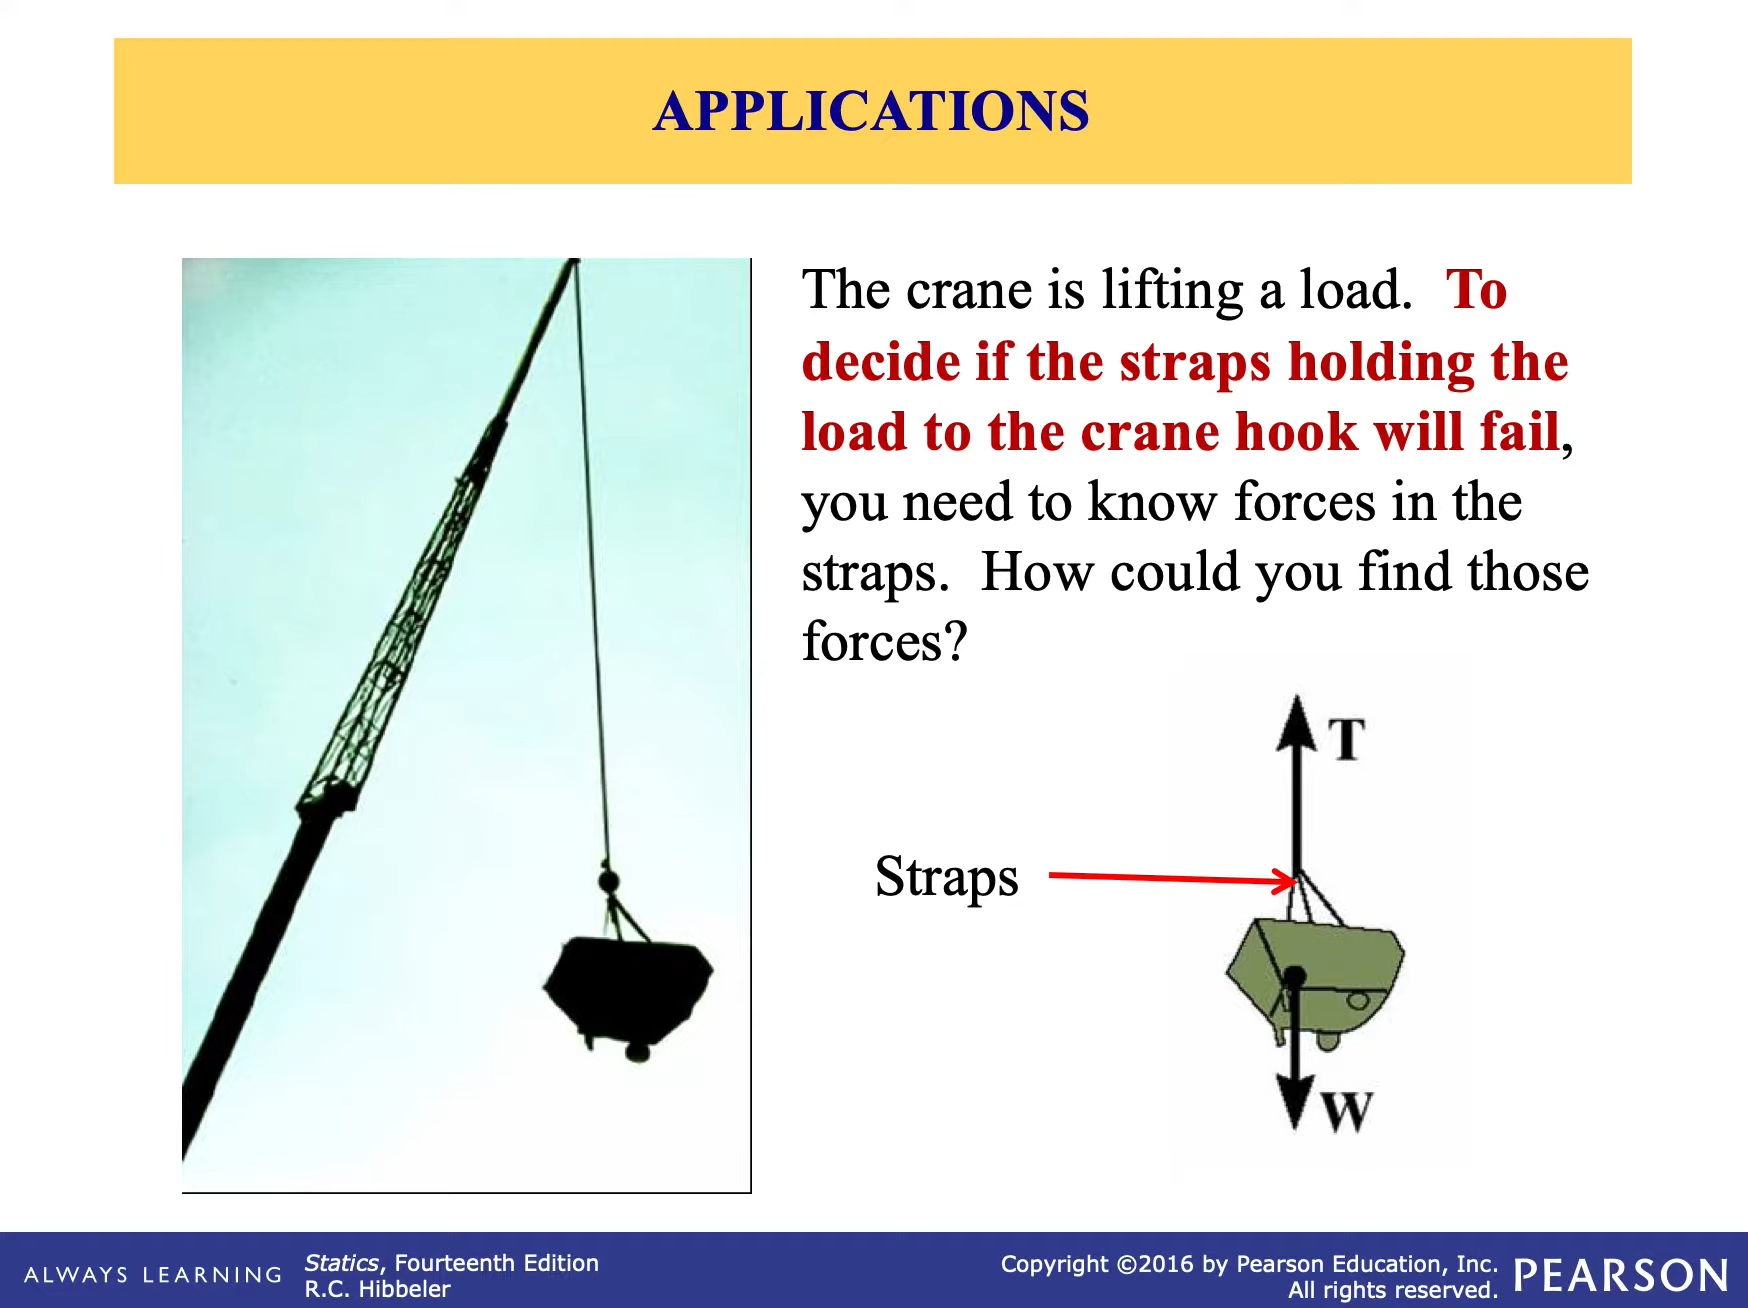 APPLICATIONS
The crane is lifting a load. To
decide if the straps holding the
load to the crane hook will fail,
you need to know forces in the
straps. How could you find those
forces?
T
Straps
W
ALWAYS LEARNING
Statics, Fourteenth Edition
R.C. Hibbeler
Copyright ©2016 by Pearson Education, Inc.
All rights reserved.
PEARSON